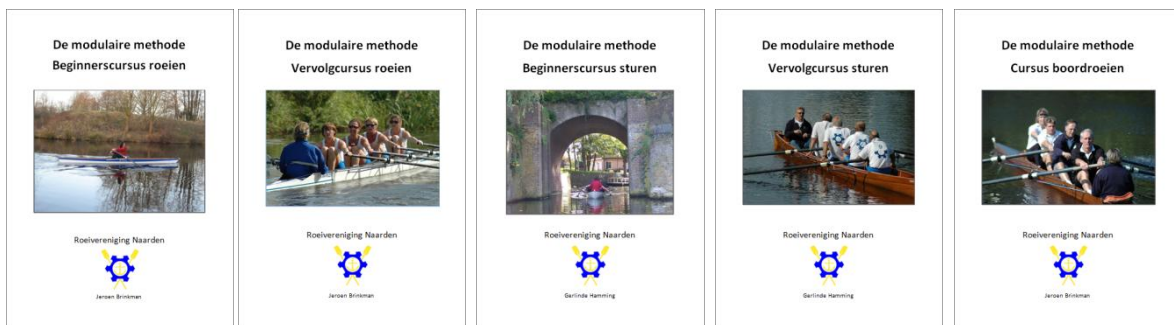 De modulaire methode
Beginnerscursus roeien
Roeivereniging Naarden
Jeroen Brinkman
De modulaire methode
Vervolgcursus roeien
Roeivereniging Naarden
Jeroen Brinkman
De modulaire methode
Beginnerscursus sturen
Roeivereniging Naarden
Gerlinde Hamming
De modulaire methode
Vervolgcursus sturen
Roeivereniging Naarden
Gerlinde Hamming
De modulaire methode
Cursus boordroeien
Roeivereniging Naarden
Jeroen Brinkman